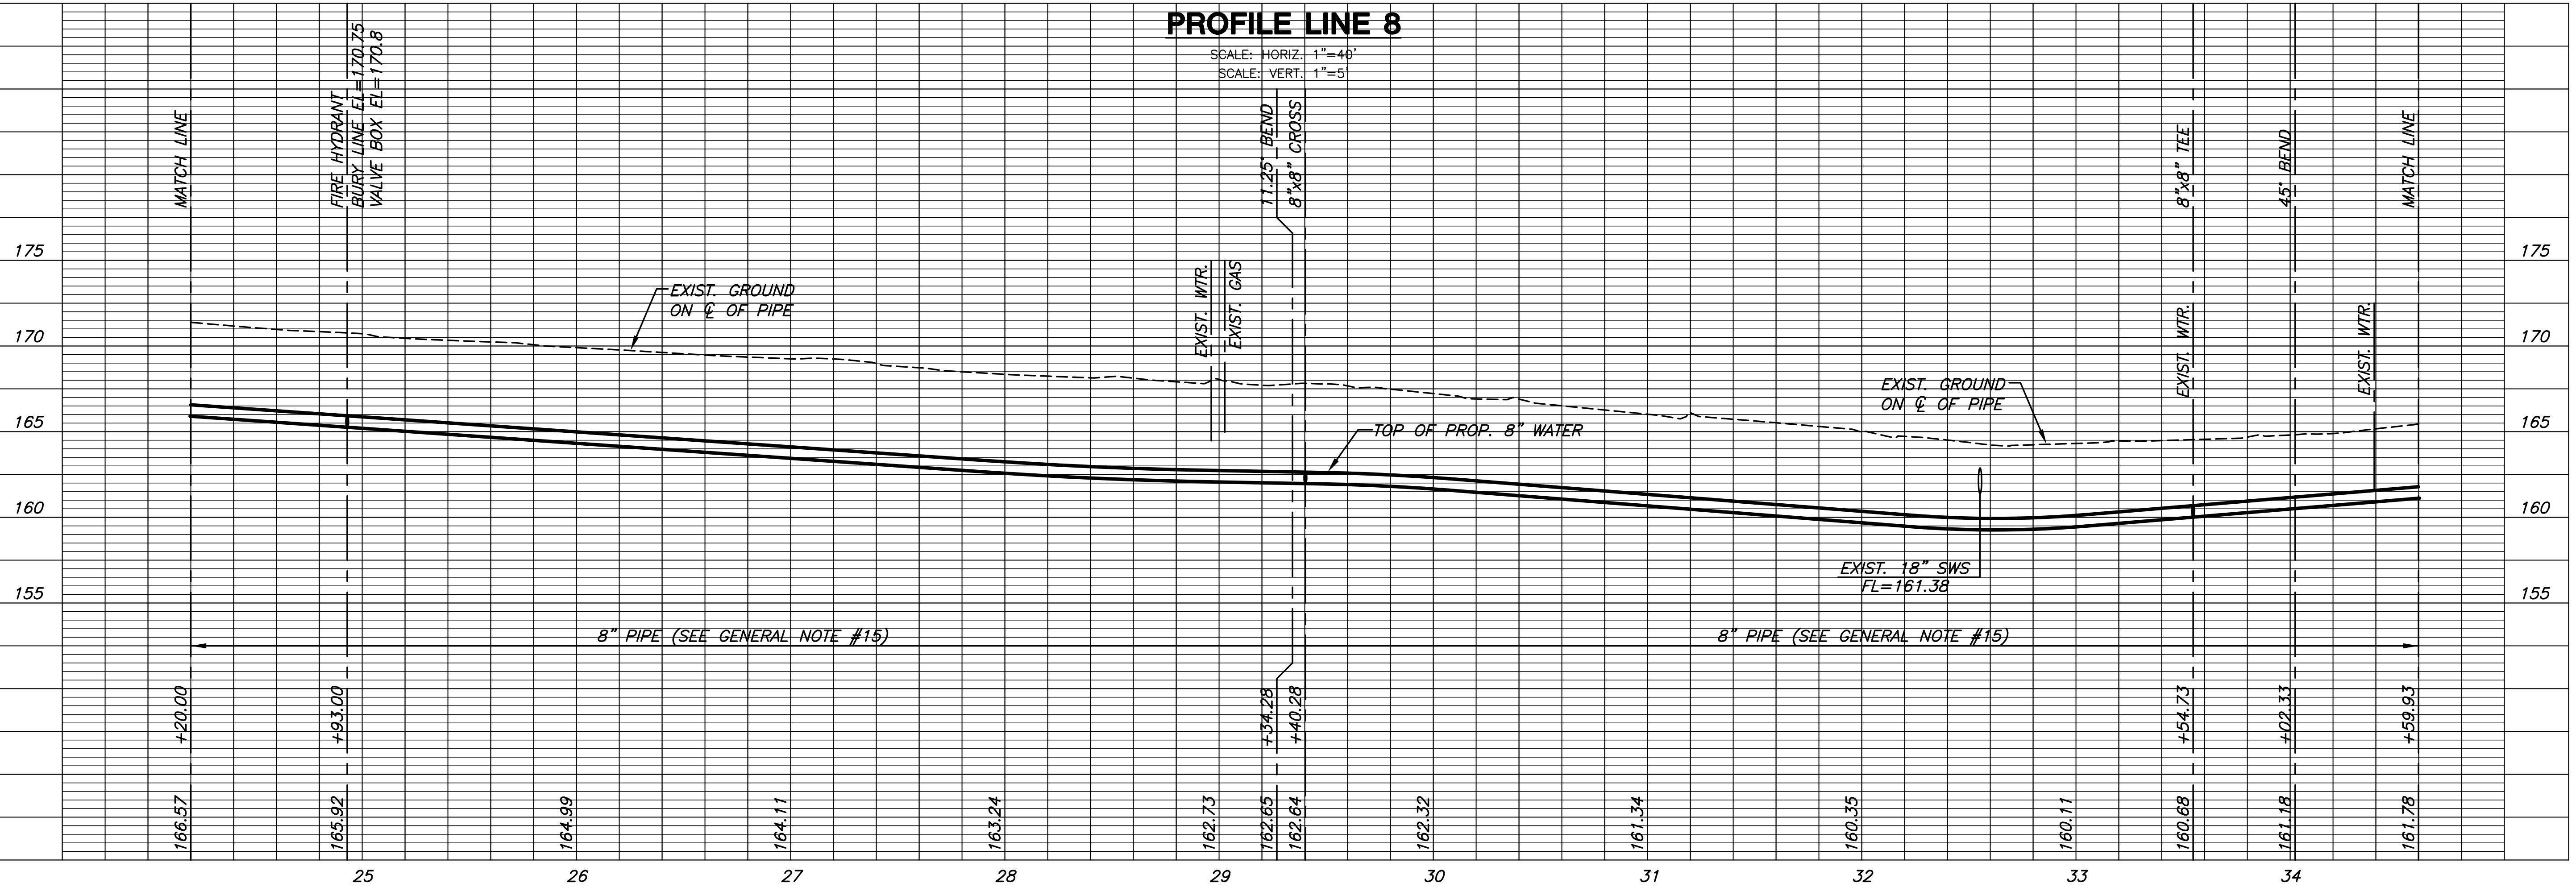 PROFILE LINE 8
SCALE: HORIZ. 1"=40'
SCALE: VERT. 1"=5'
MATCH LINE
FIRE HYDRANT
BURY LINE EL=170.75
VALVE BOX EL=170.8
11.25° BEND
8"x8" CROSS
8"x8" TEE
45° BEND
MATCH LINE
175
175
EXIST. GROUND
ON ℄ OF PIPE
EXIST. WTR.
EXIST. GAS
EXIST. WTR.
EXIST. WTR.
170
170
EXIST. GROUND
ON ℄ OF PIPE
165
165
TOP OF PROP. 8" WATER
160
160
EXIST. 18" SWS
FL=161.38
155
155
8" PIPE (SEE GENERAL NOTE #15)
8" PIPE (SEE GENERAL NOTE #15)
+20.00
+93.00
+34.28
+40.28
+54.73
+02.33
+59.93
166.57
165.92
164.99
164.11
163.24
162.73
162.65
162.64
162.32
161.34
160.35
160.11
160.68
161.18
161.78
25
26
27
28
29
30
31
32
33
34